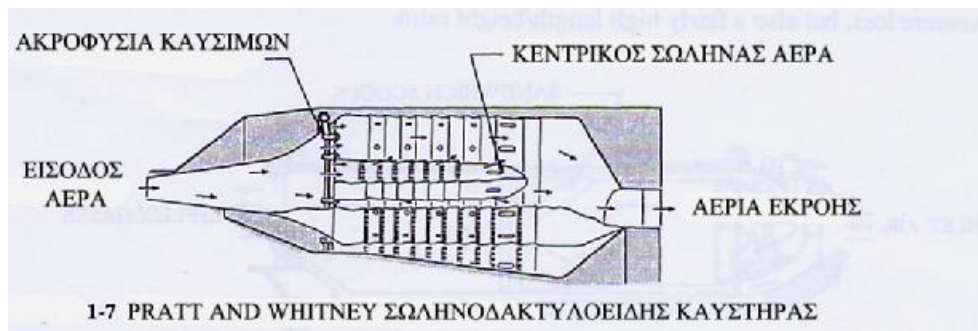 ΑΚΡΟΦΥΣΙΑ ΚΑΥΣΙΜΩΝ
ΚΕΝΤΡΙΚΟΣ ΣΩΛΗΝΑΣ ΑΕΡΑ
ΕΙΣΟΔΟΣ
ΑΕΡΑ
ΑΕΡΙΑ ΕΚΡΟΗΣ
1-7 PRATT AND WHITNEY ΣΩΛΗΝΟΔΑΚΤΥΛΟΕΙΔΗΣ ΚΑΥΣΤΗΡΑΣ